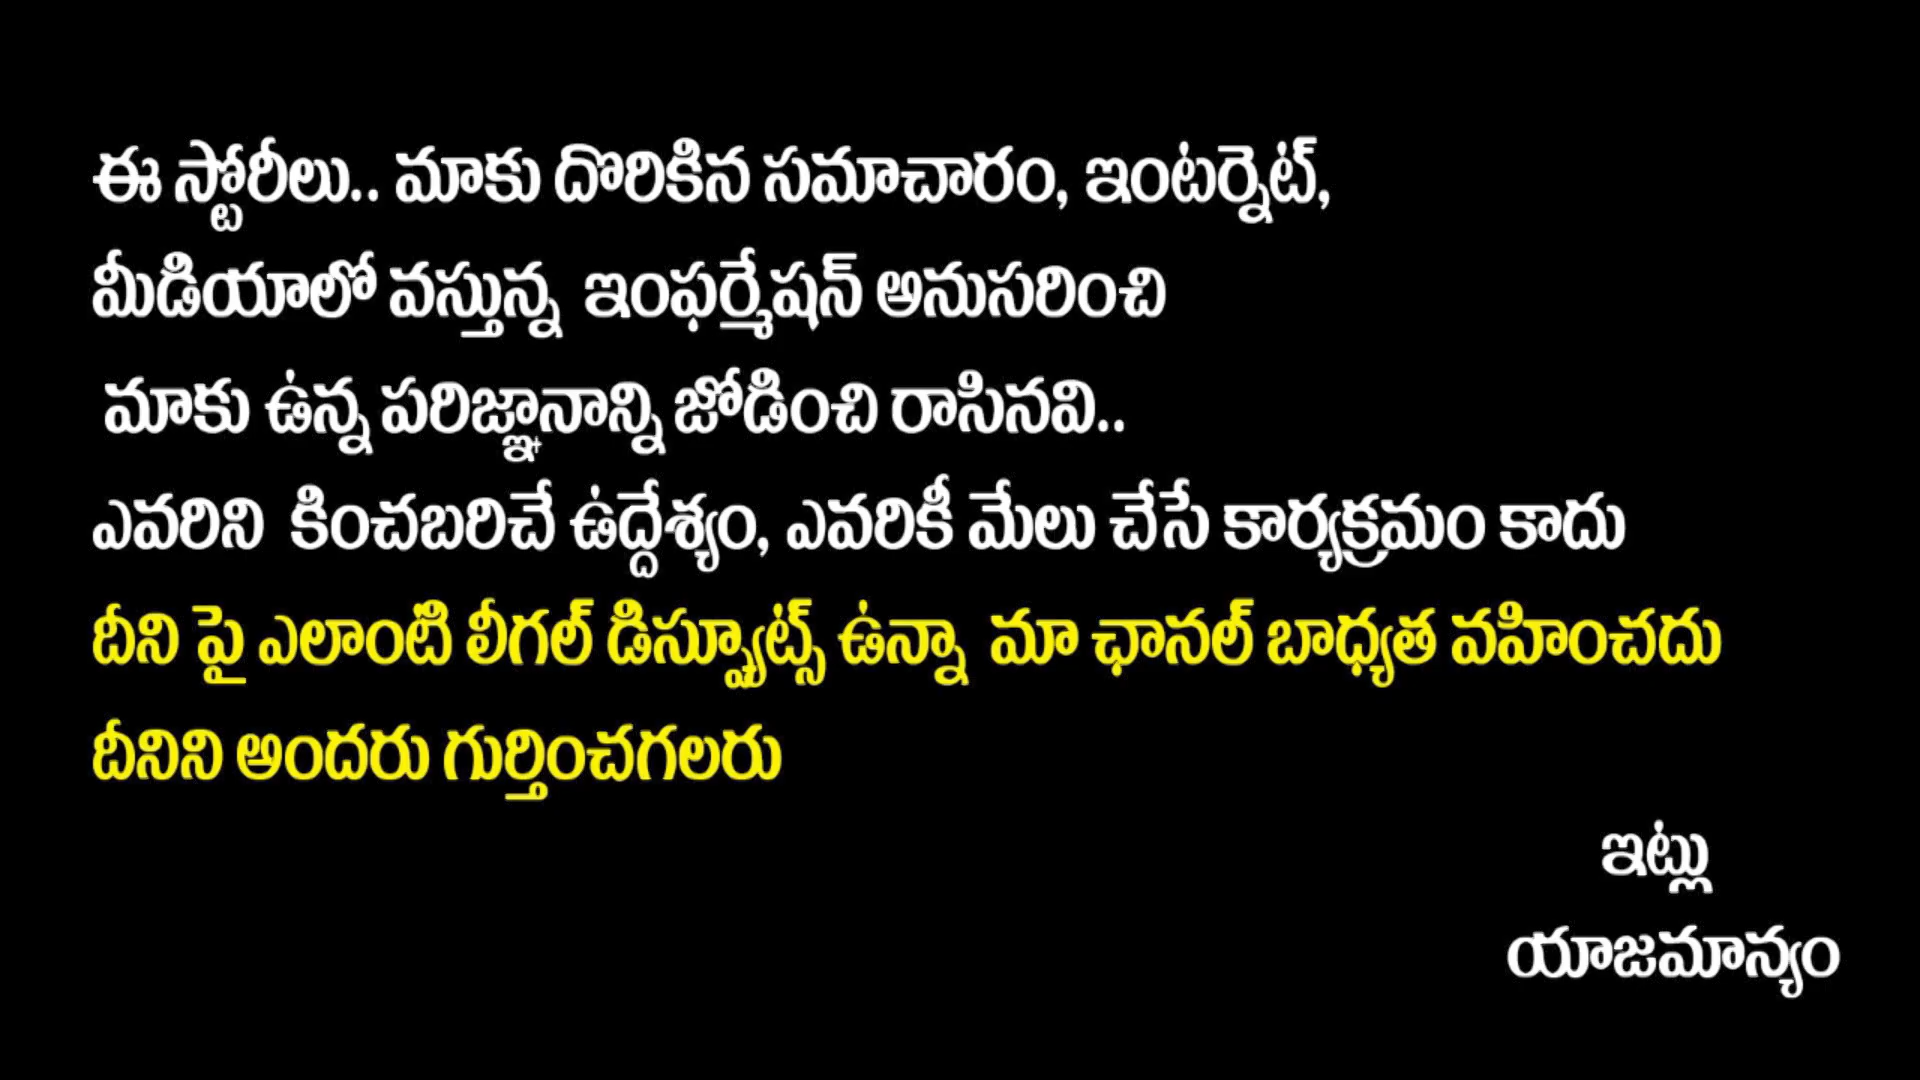 ఈ స్టోరీలు.. మాకు దొరికిన సమాచారం, ఇంటర్నెట్,
మీడియాలో వస్తున్న ఇంఫర్మేషన్ అనుసరించి
మాకు ఉన్న పరిజ్ఞానాన్ని జోడించి రాసినవి..
ఎవరిని కించబరిచే ఉద్దేశ్యం, ఎవరికీ మేలు చేసే కార్యక్రమం కాదు
దీని పై ఎలాంటి లీగల్ డిస్ప్యూట్స్ ఉన్నా మా ఛానల్ బాధ్యత వహించదు
దీనిని అందరు గుర్తించగలరు
ఇట్లు
యాజమాన్యం